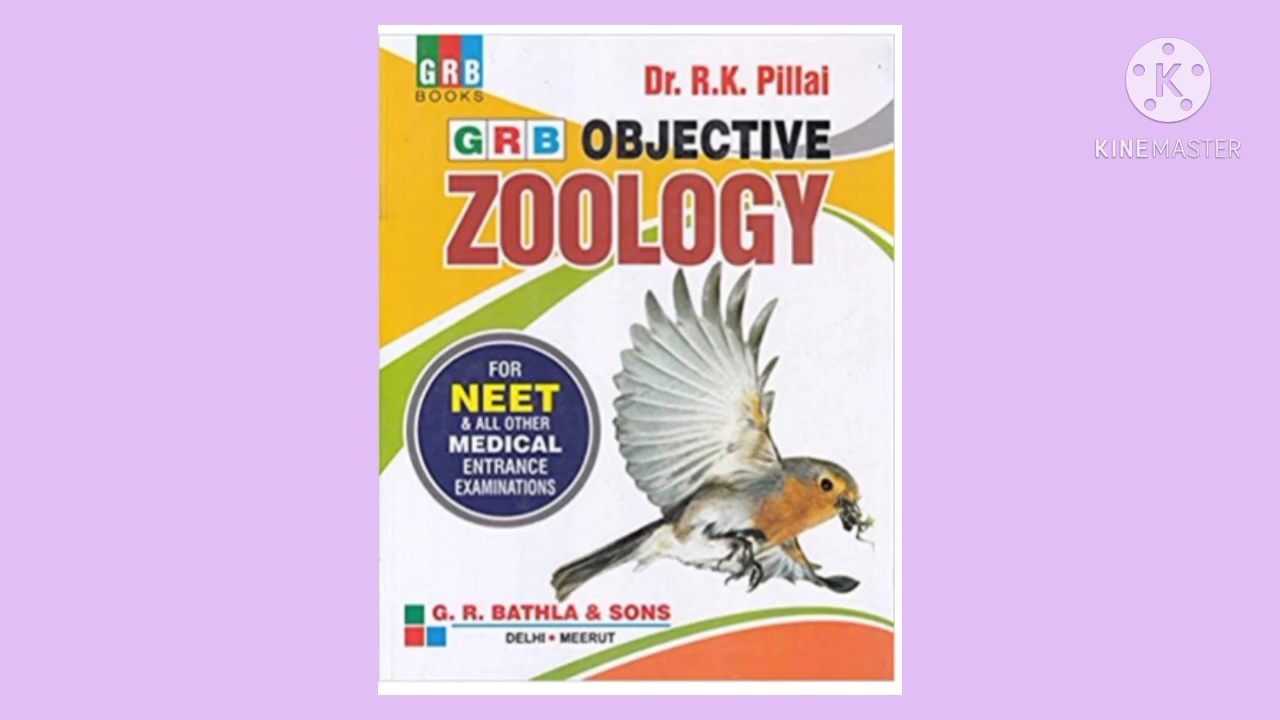 GRB
BOOKS
Dr. R.K. Pillai
GRB OBJECTIVE
ZOOLOGY
FOR
NEET
& ALL OTHER
MEDICAL
ENTRANCE
EXAMINATIONS
G. R. BATHLA & SONS
DELHI • MEERUT
K
KINEMASTER